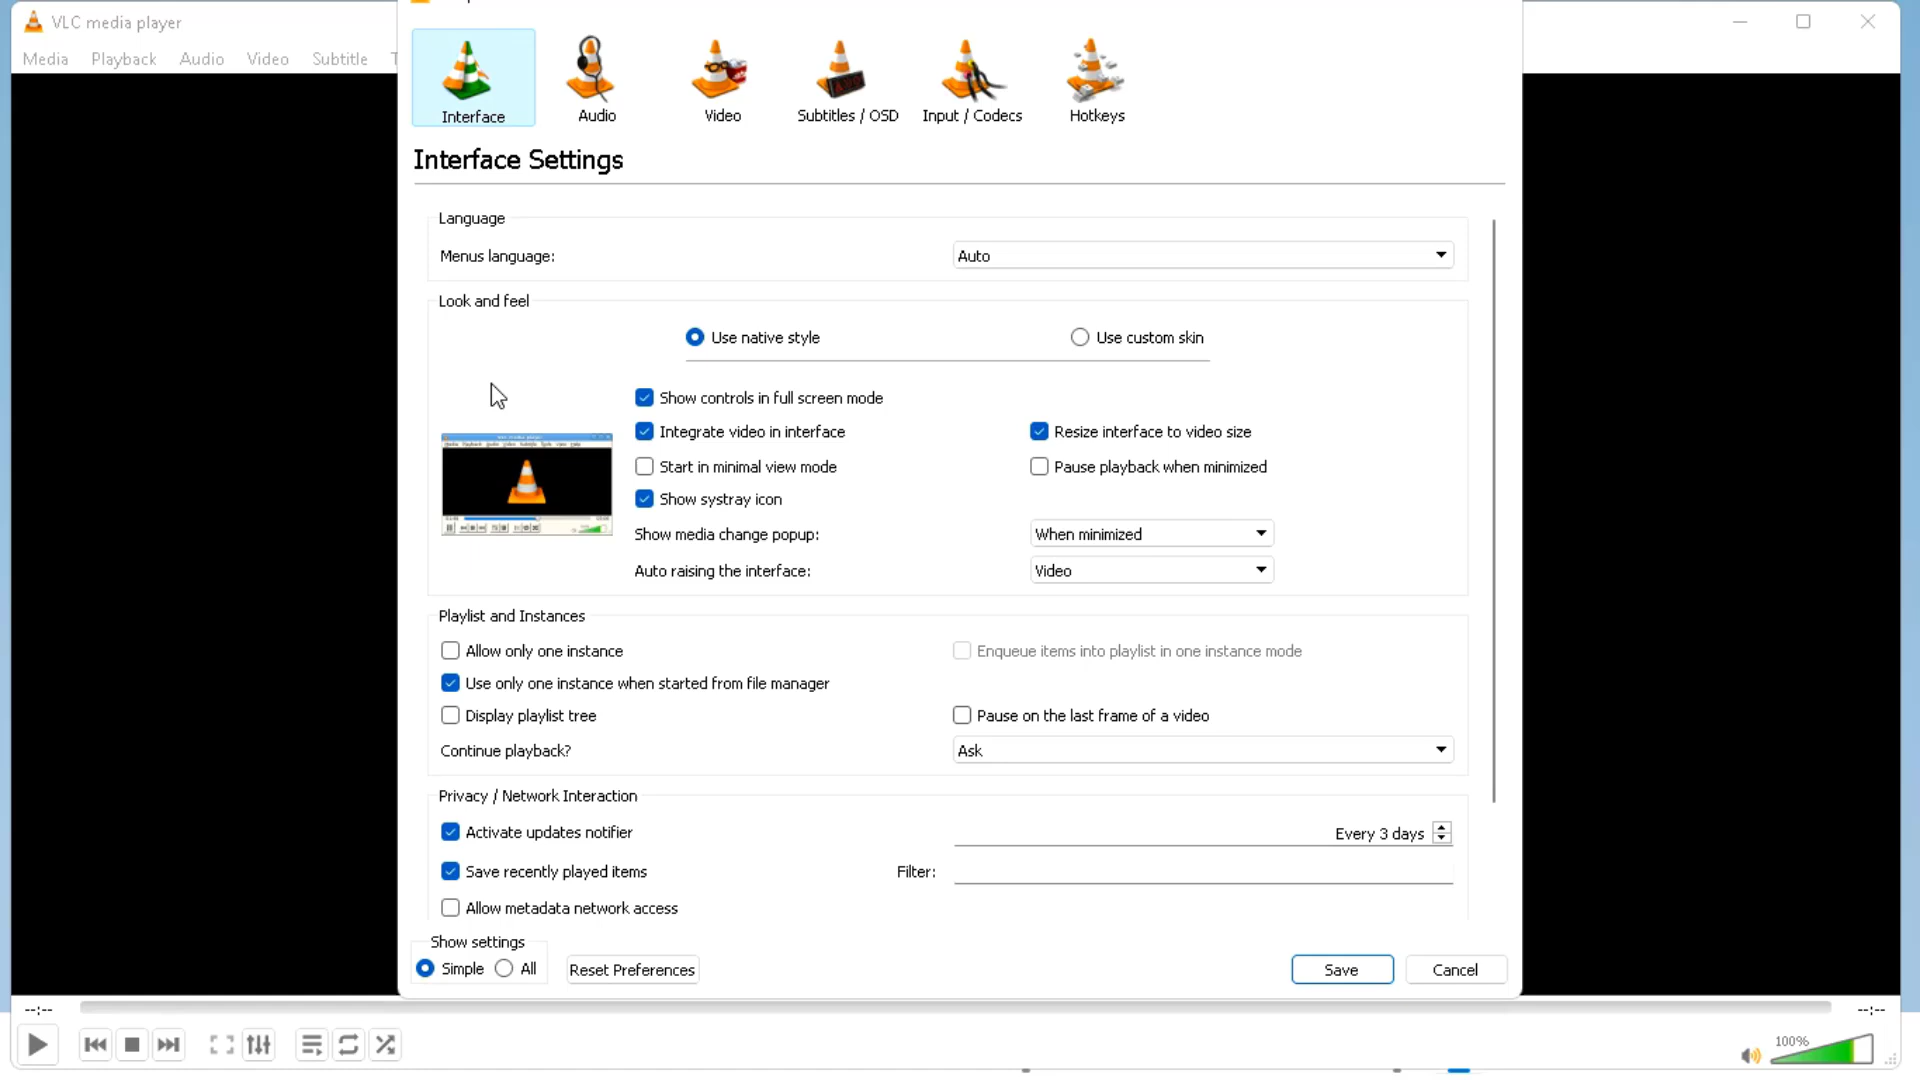 VLC media player
Media Playback Audio Video Subtitle
Interface
Audio
Video
Subtitles / OSD
Input / Codecs
Hotkeys
Interface Settings
Language
Menus language:
Auto
Look and feel
Use native style
Use custom skin
Show controls in full screen mode
Integrate video in interface
Resize interface to video size
Start in minimal view mode
Pause playback when minimized
Show systray icon
Show media change popup:
When minimized
Auto raising the interface:
Video
Playlist and Instances
Allow only one instance
Enqueue items into playlist in one instance mode
Use only one instance when started from file manager
Display playlist tree
Pause on the last frame of a video
Continue playback?
Ask
Privacy / Network Interaction
Activate updates notifier
Every 3 days
Save recently played items
Filter:
Allow metadata network access
Show settings
Simple
All
Reset Preferences
Save
Cancel
--:--
--:--
100%